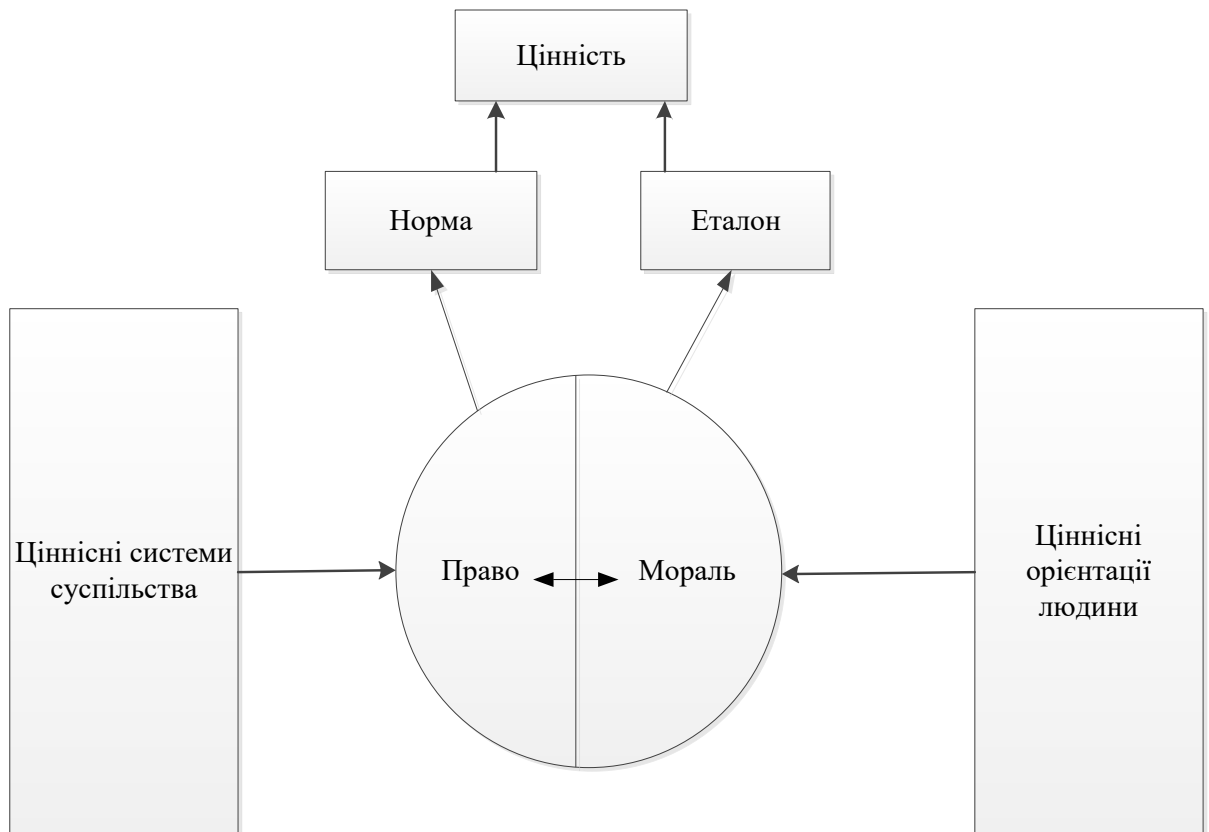 Цінність
Норма
Еталон
Ціннісні системи
суспільства
Право
Мораль
Ціннісні
орієнтації
людини